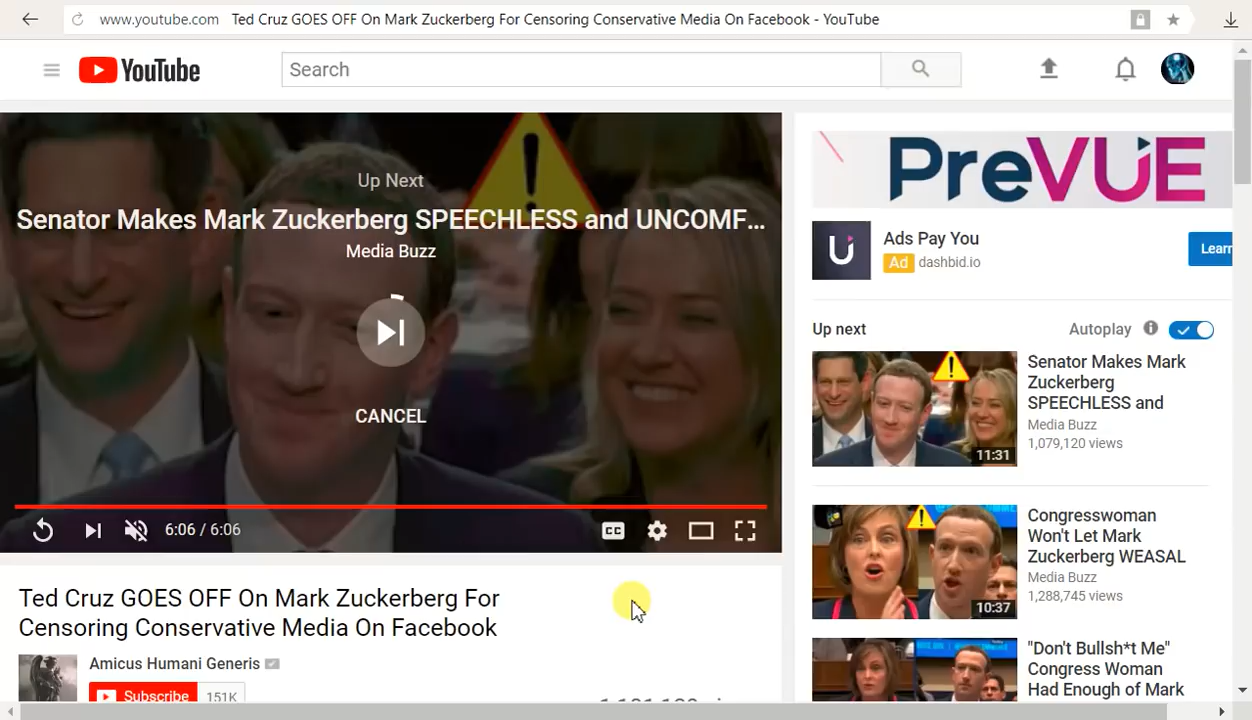 www.youtube.com Ted Cruz GOES OFF On Mark Zuckerberg For Censoring Conservative Media On Facebook - YouTube
YouTube
Search
Up Next
Senator Makes Mark Zuckerberg SPEECHLESS and UNCOMF...
Media Buzz
CANCEL
6:06 / 6:06
CC
Ted Cruz GOES OFF On Mark Zuckerberg For
Censoring Conservative Media On Facebook
Amicus Humani Generis
Subscribe 151K
PreVUE
Ads Pay You
Ad dashbid.io
Learn
Up next
Autoplay
Senator Makes Mark
Zuckerberg
SPEECHLESS and
Media Buzz
1,079,120 views
11:31
Congresswoman
Won't Let Mark
Zuckerberg WEASAL
Media Buzz
1,288,745 views
10:37
"Don't Bullsh*t Me"
Congress Woman
Had Enough of Mark